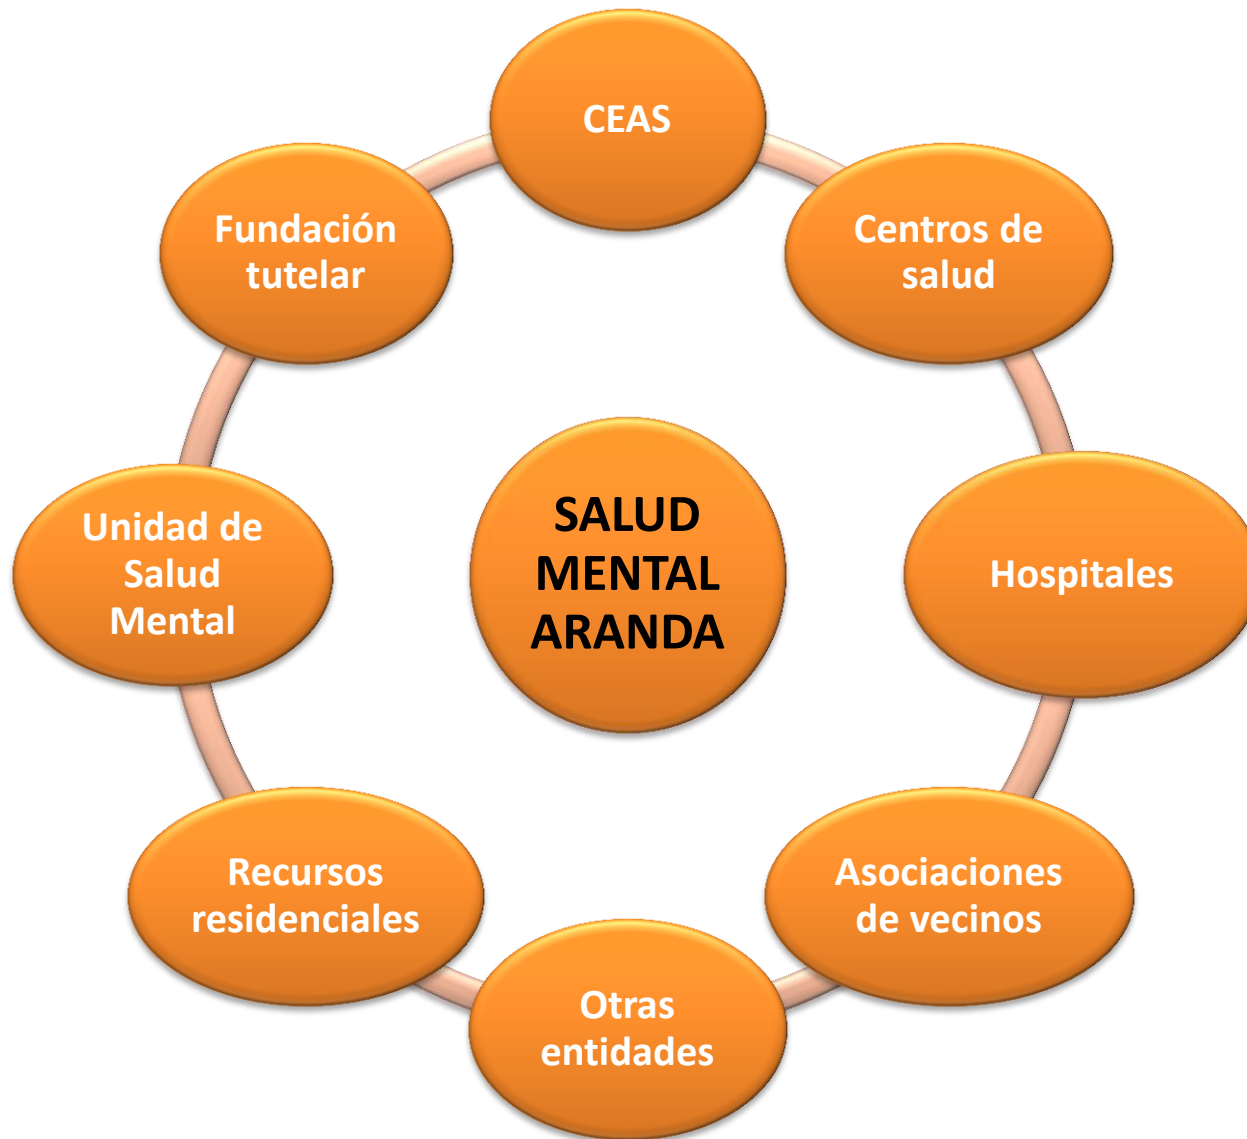 CEAS
Centros de
salud
Hospitales
Asociaciones
de vecinos
Otras
entidades
Recursos
residenciales
Unidad de
Salud
Mental
Fundación
tutelar
SALUD
MENTAL
ARANDA